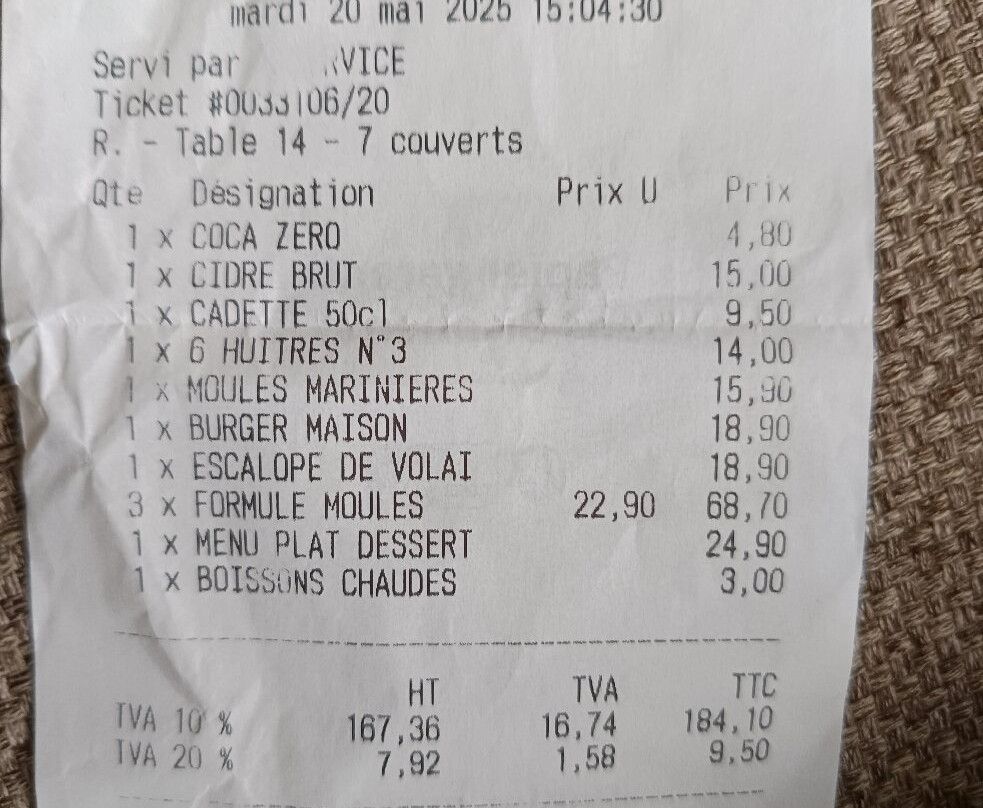 mardi 20 mai 2025 15:04:30
Servi par
Ticket
R. - Table 14 - 7 couverts
Qte Désignation Prix U Prix
1 x COCA ZERO 4,80
1 x CIDRE BRUT 15,00
1 x CADETTE 50cl 9,50
1 x 6 HUITRES N°3 14,00
1 x MOULES MARINIERES 15,90
1 x BURGER MAISON 18,90
1 x ESCALOPE DE VOLAI 18,90
3 x FORMULE MOULES 22,90 68,70
1 x MENU PLAT DESSERT 24,90
1 x BOISSONS CHAUDES 3,00
HT TVA TTC
TVA 10 % 167,36 16,74 184,10
TVA 20 % 7,92 1,58 9,50